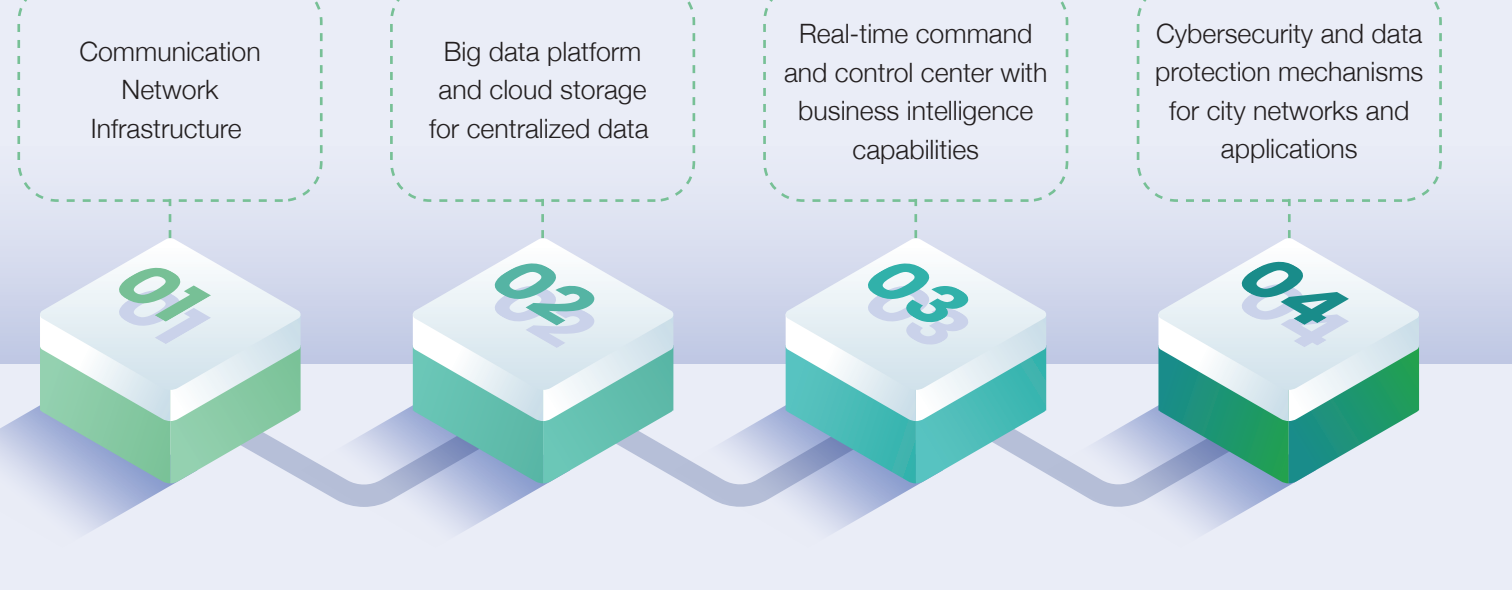 Communication
Network
Infrastructure
01
Big data platform
and cloud storage
for centralized data
02
Real-time command
and control center with
business intelligence
capabilities
03
Cybersecurity and data
protection mechanisms
for city networks and
applications
04